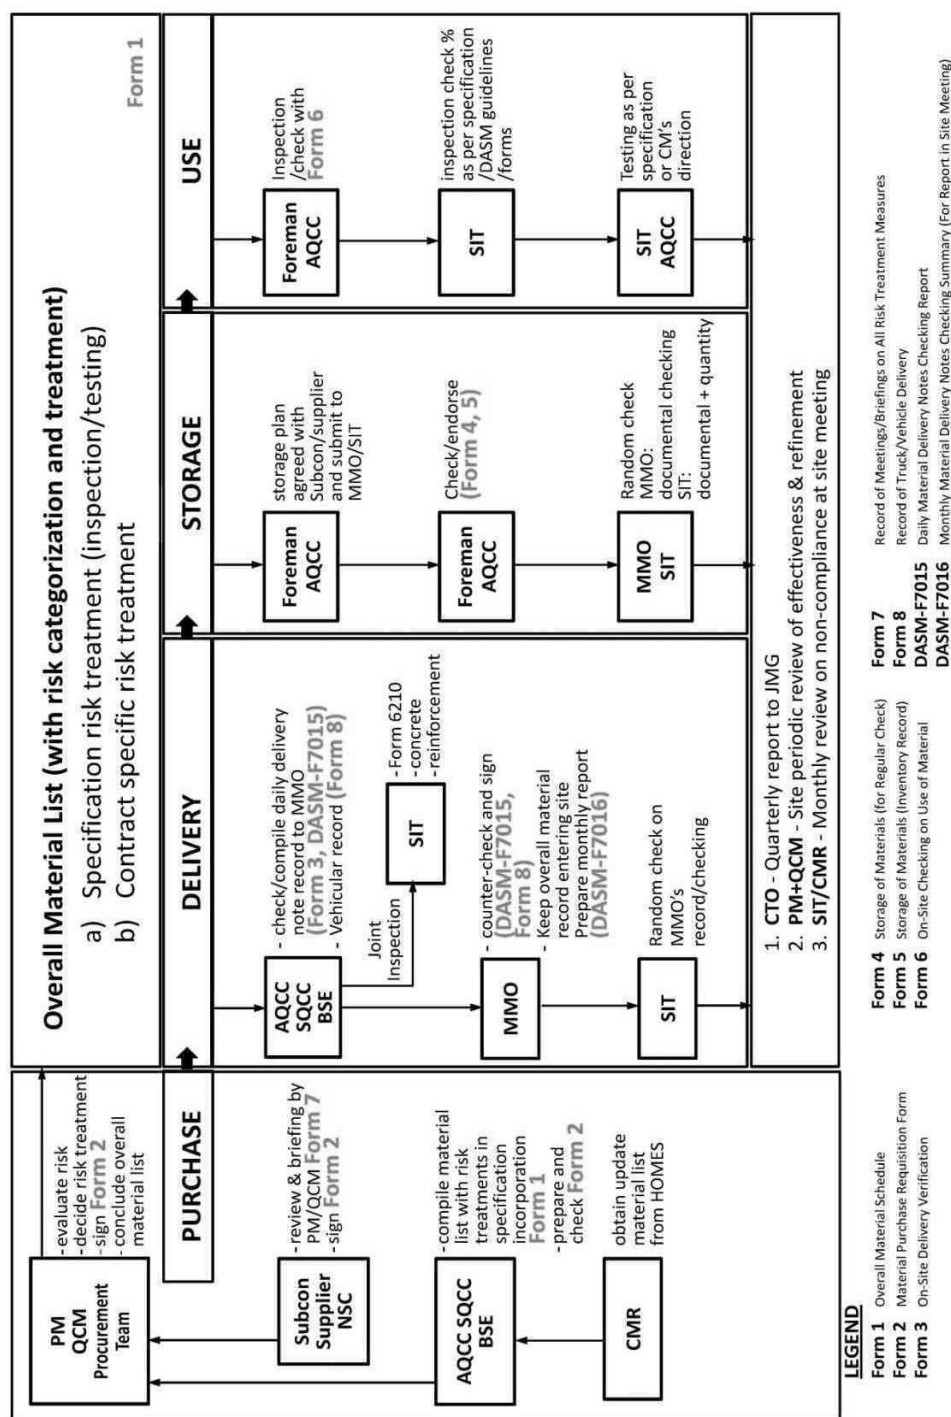 Overall Material List (with risk categorization and treatment)
a) Specification risk treatment (inspection/testing)
b) Contract specific risk treatment
Form 1
PM
QCM
Procurement
Team
- evaluate risk
- decide risk treatment
- sign Form 2
- conclude overall
material list
PURCHASE
Subcon
Supplier
NSC
- review & briefing by
PM/QCM Form 7
- sign Form 2
AQCC SQCC
BSE
- compile material
list with risk
treatments in
specification
incorporation
Form 1
- prepare and
check Form 2
CMR
obtain update
material list
from HOMES
DELIVERY
AQCC
SQCC
BSE
- check/compile daily delivery
note record to MMO
(Form 3, DASM-F7015)
- Vehicular record (Form 8)
Joint
Inspection
SIT
- Form 6210
- concrete
- reinforcement
MMO
- counter-check and sign
(DASM-F7015,
Form 8)
- Keep overall material
record entering site
Prepare monthly report
(DASM-F7016)
SIT
Random check on
MMO's
record/checking
STORAGE
Foreman
AQCC
storage plan
agreed with
Subcon/supplier
and submit to
MMO/SIT
Foreman
AQCC
Check/endorse
(Form 4, 5)
MMO
SIT
Random check
MMO:
documental checking
SIT:
documental + quantity
USE
Foreman
AQCC
Inspection
/check with
Form 6
SIT
inspection check %
as per specification
/DASM guidelines
/forms
SIT
AQCC
Testing as per
specification
or CM's
direction
1. CTO - Quarterly report to JMG
2. PM+QCM - Site periodic review of effectiveness & refinement
3. SIT/CMR - Monthly review on non-compliance at site meeting
LEGEND
Form 1 Overall Material Schedule
Form 2 Material Purchase Requisition Form
Form 3 On-Site Delivery Verification
Form 4 Storage of Materials (for Regular Check)
Form 5 Storage of Materials (Inventory Record)
Form 6 On-Site Checking on Use of Material
Form 7 Record of Meetings/Briefings on All Risk Treatment Measures
Form 8 Record of Truck/Vehicle Delivery
DASM-F7015 Daily Material Delivery Notes Checking Report
DASM-F7016 Monthly Material Delivery Notes Checking Summary (For Report in Site Meeting)